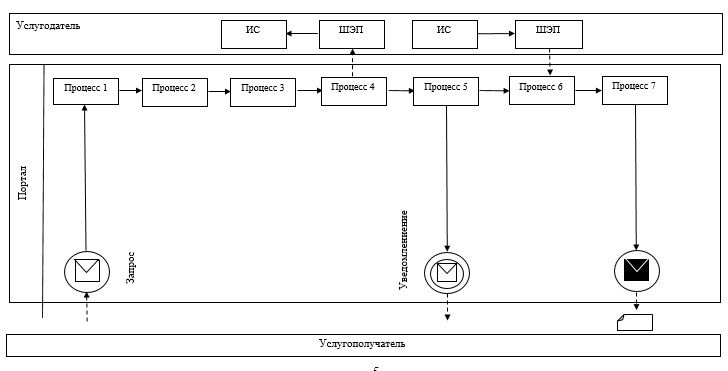 Услугодатель
ИС
ШЭП
ИС
ШЭП
Процесс 1
Процесс 2
Процесс 3
Процесс 4
Процесс 5
Процесс 6
Процесс 7
Портал
Запрос
Уведомлениение
Услугополучатель
5